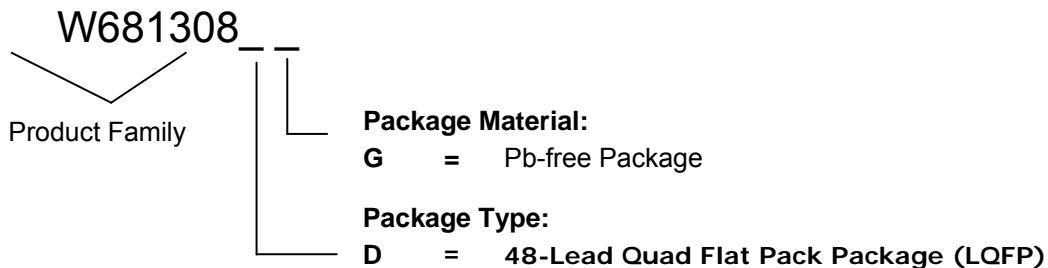 W681308_ _
Product Family
Package Material:
G = Pb-free Package
Package Type:
D = 48-Lead Quad Flat Pack Package (LQFP)